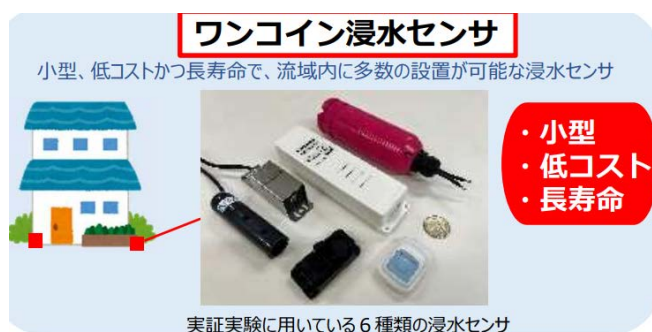 ワンコイン浸水センサ
小型、低コストかつ長寿命で、流域内に多数の設置が可能な浸水センサ
・小型
・低コスト
・長寿命
実証実験に用いている６種類の浸水センサ